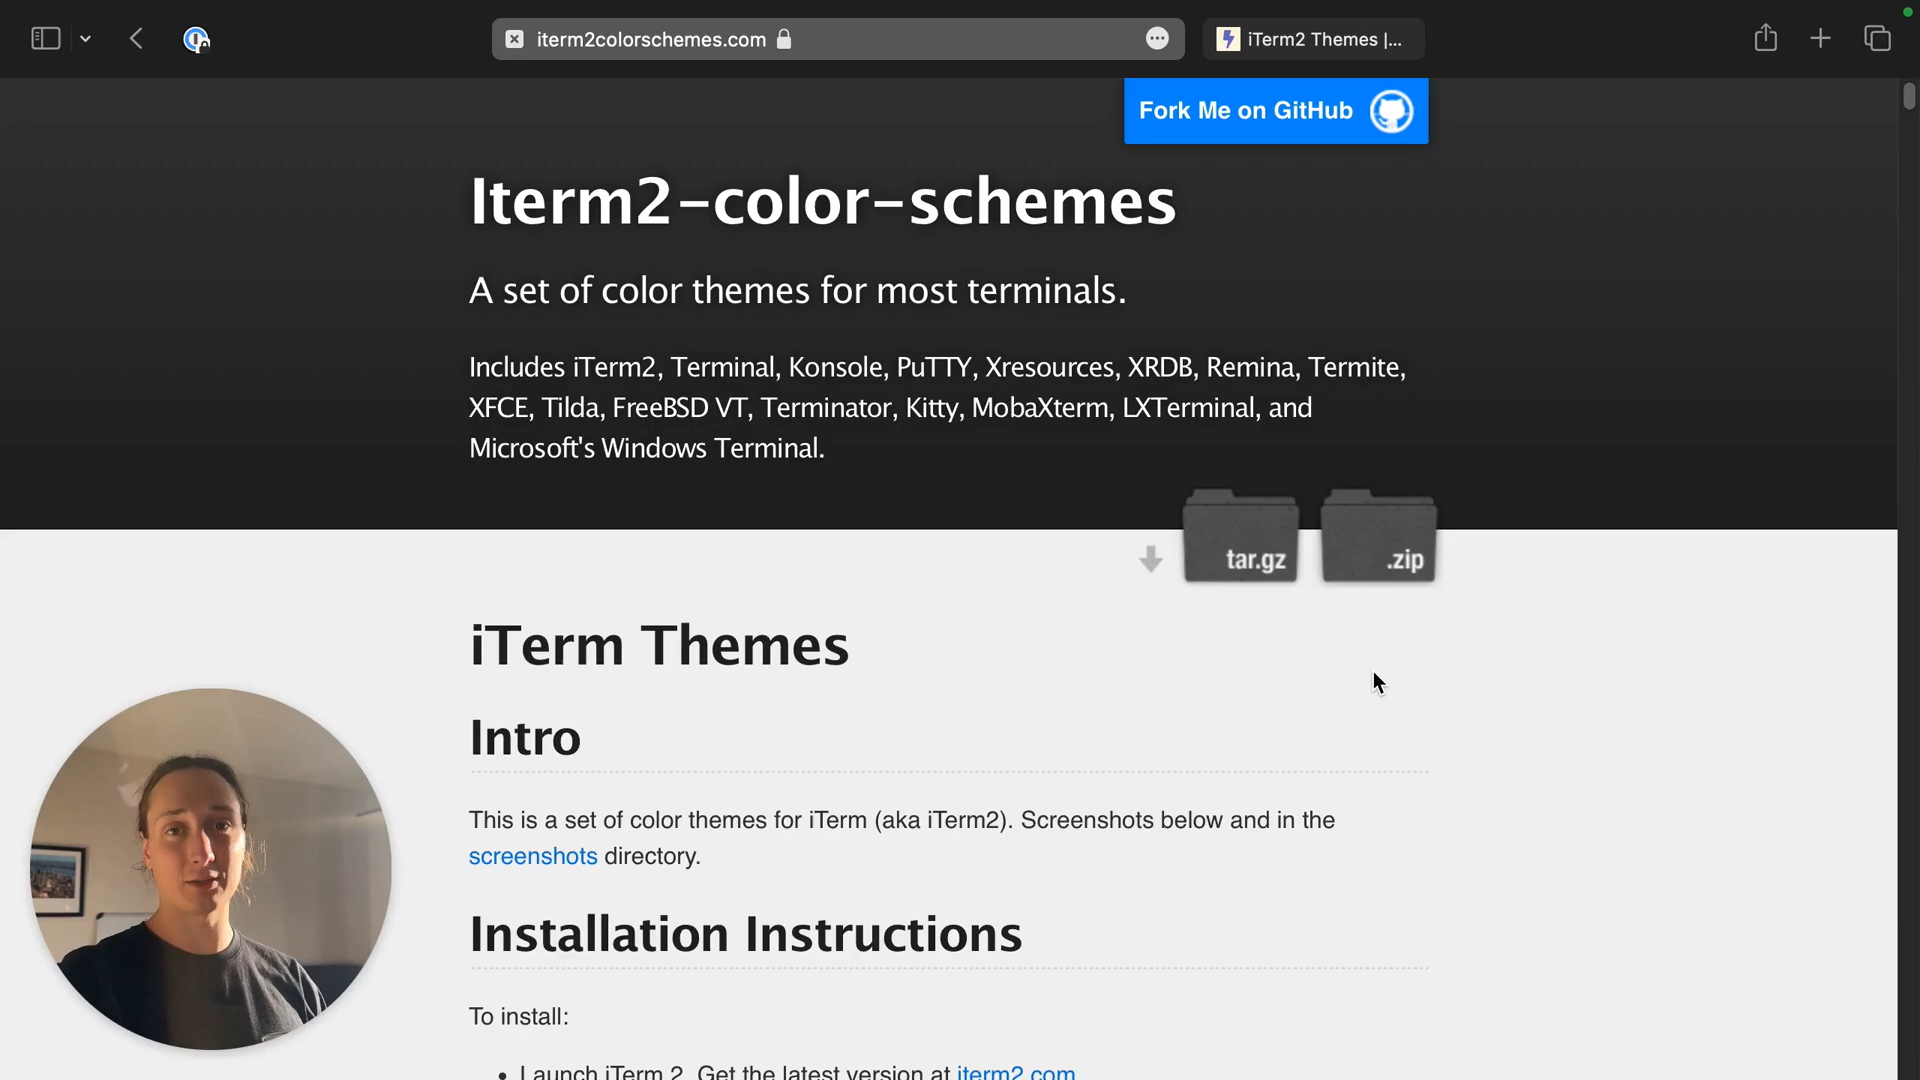 iterm2colorschemes.com
iTerm2 Themes |...
Fork Me on GitHub
Iterm2-color-schemes
A set of color themes for most terminals.
Includes iTerm2, Terminal, Konsole, PuTTY, Xresources, XRDB, Remina, Termite,
XFCE, Tilda, FreeBSD VT, Terminator, Kitty, MobaXterm, LXTerminal, and
Microsoft's Windows Terminal.
tar.gz
.zip
iTerm Themes
Intro
This is a set of color themes for iTerm (aka iTerm2). Screenshots below and in the
screenshots directory.
Installation Instructions
To install:
• Launch iTerm 2. Get the latest version at iterm2.com